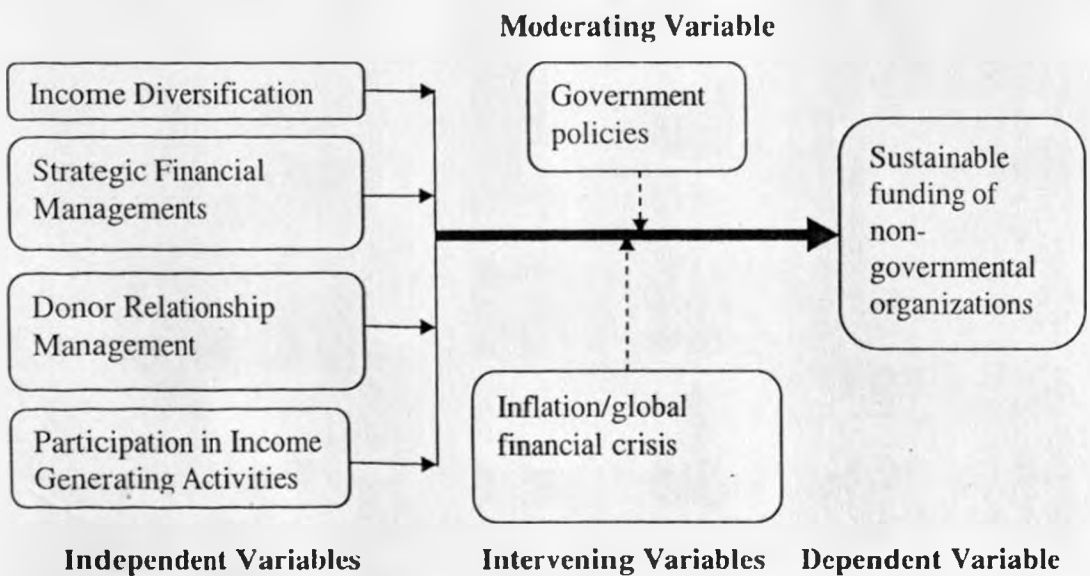 Moderating Variable
Income Diversification
Strategic Financial
Managements
Donor Relationship
Management
Participation in Income
Generating Activities
Government
policies
Inflation/global
financial crisis
Sustainable
funding of
non-
governmental
organizations
Independent Variables
Intervening Variables
Dependent Variable